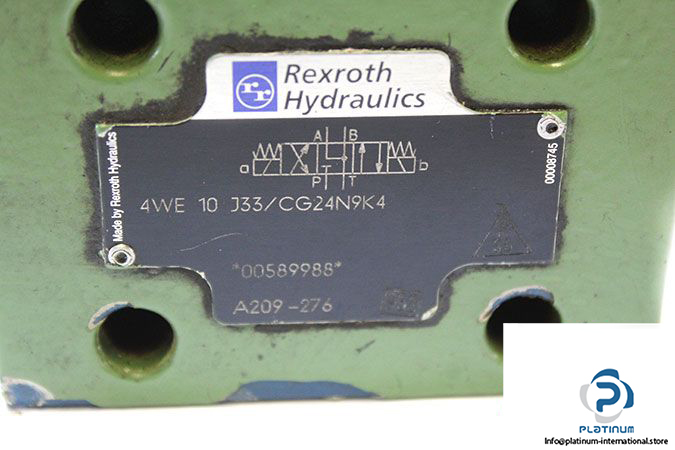 Rexroth
Hydraulics
Made by Rexroth Hydraulics
00008745
A B
a b
P T
4WE 10 J33/CG24N9K4
*00589988*
A209-276
PLATINUM
Info@platinum-international.store